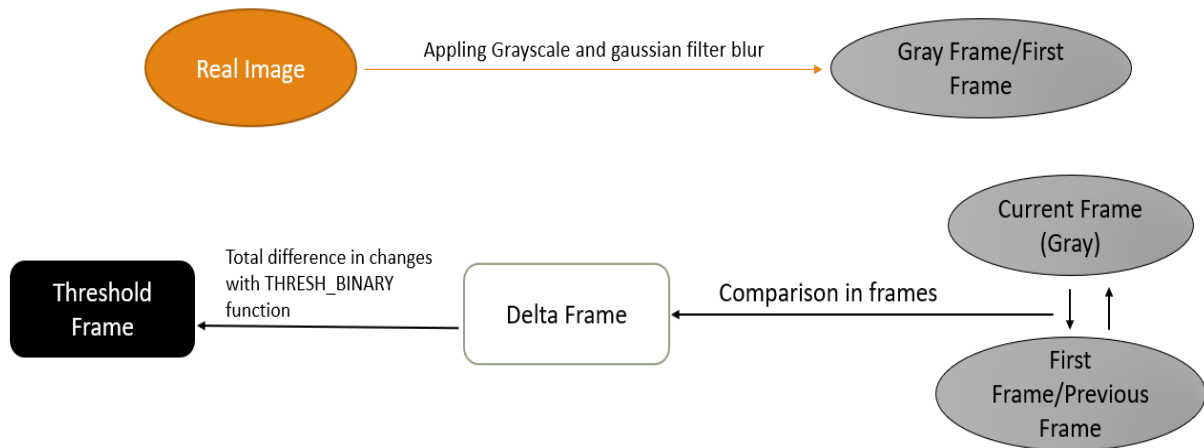 Real Image
Appling Grayscale and gaussian filter blur
Gray Frame/First
Frame
Current Frame
(Gray)
Total difference in changes
with THRESH_BINARY
function
Threshold
Frame
Delta Frame
Comparison in frames
First
Frame/Previous
Frame